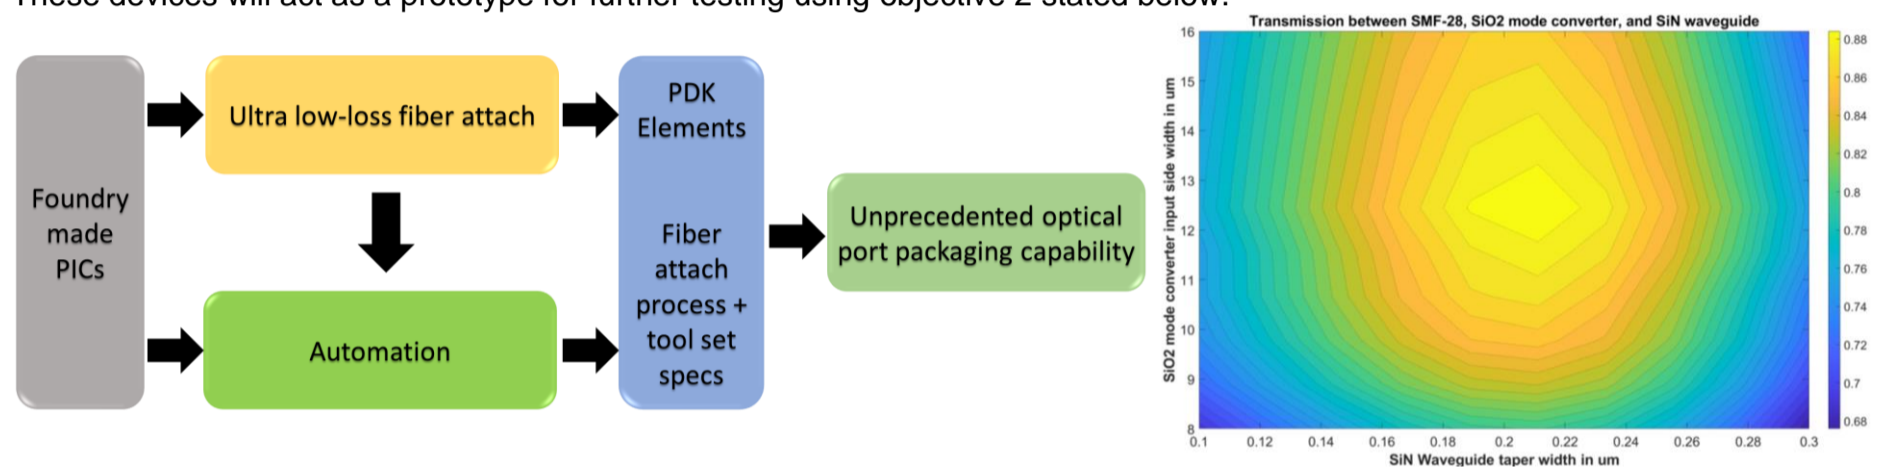 These devices will act as a prototype for further testing using objective 2 stated below.
Foundry
made
PICs
Ultra low-loss fiber attach
Automation
PDK
Elements
Fiber
attach
process +
tool set
specs
Unprecedented optical
port packaging capability
Transmission between SMF-28, SiO2 mode converter, and SiN waveguide
SiO2 mode converter input side width in um
16
15
14
13
12
11
10
9
8
0.1 0.12 0.14 0.16 0.18 0.2 0.22 0.24 0.26 0.28 0.3
SiN Waveguide taper width in um
0.88
0.86
0.84
0.82
0.8
0.78
0.76
0.74
0.72
0.7
0.68